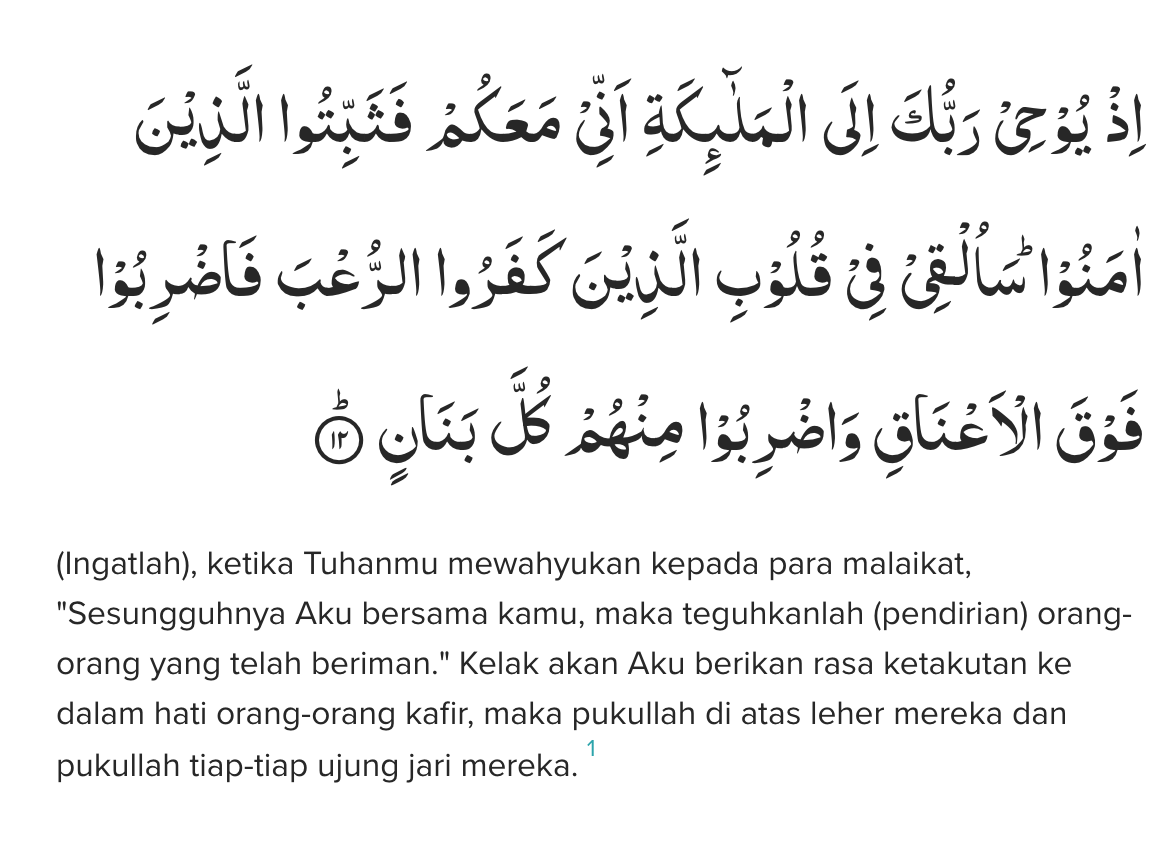 اِذْ يُوْحِيْ رَبُّكَ اِلَى الْمَلٰۤىِٕكَةِ اَنِّيْ مَعَكُمْ فَثَبِّتُوا الَّذِيْنَ
اٰمَنُوْاۗ سَاُلْقِيْ فِيْ قُلُوْبِ الَّذِيْنَ كَفَرُوا الرُّعْبَ فَاضْرِبُوْا
فَوْقَ الْاَعْنَاقِ وَاضْرِبُوْا مِنْهُمْ كُلَّ بَنَانٍۗ ١٢
(Ingatlah), ketika Tuhanmu mewahyukan kepada para malaikat,
"Sesungguhnya Aku bersama kamu, maka teguhkanlah (pendirian) orang-
orang yang telah beriman." Kelak akan Aku berikan rasa ketakutan ke
dalam hati orang-orang kafir, maka pukullah di atas leher mereka dan
pukullah tiap-tiap ujung jari mereka. 1